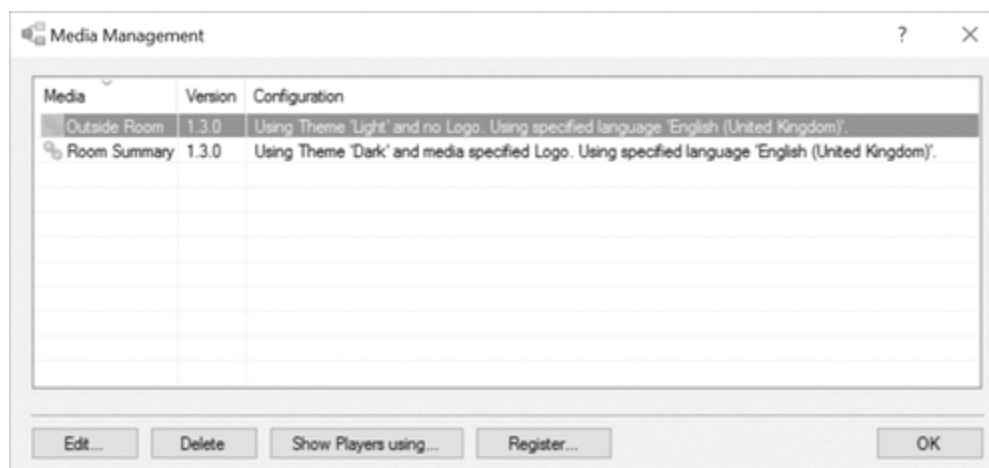 Media Management ?
Media Version Configuration
Outside Room 1.3.0 Using Theme 'Light' and no Logo. Using specified language 'English (United Kingdom)'.
Room Summary 1.3.0 Using Theme 'Dark' and media specified Logo. Using specified language 'English (United Kingdom)'.
Edit... Delete Show Players using... Register... OK